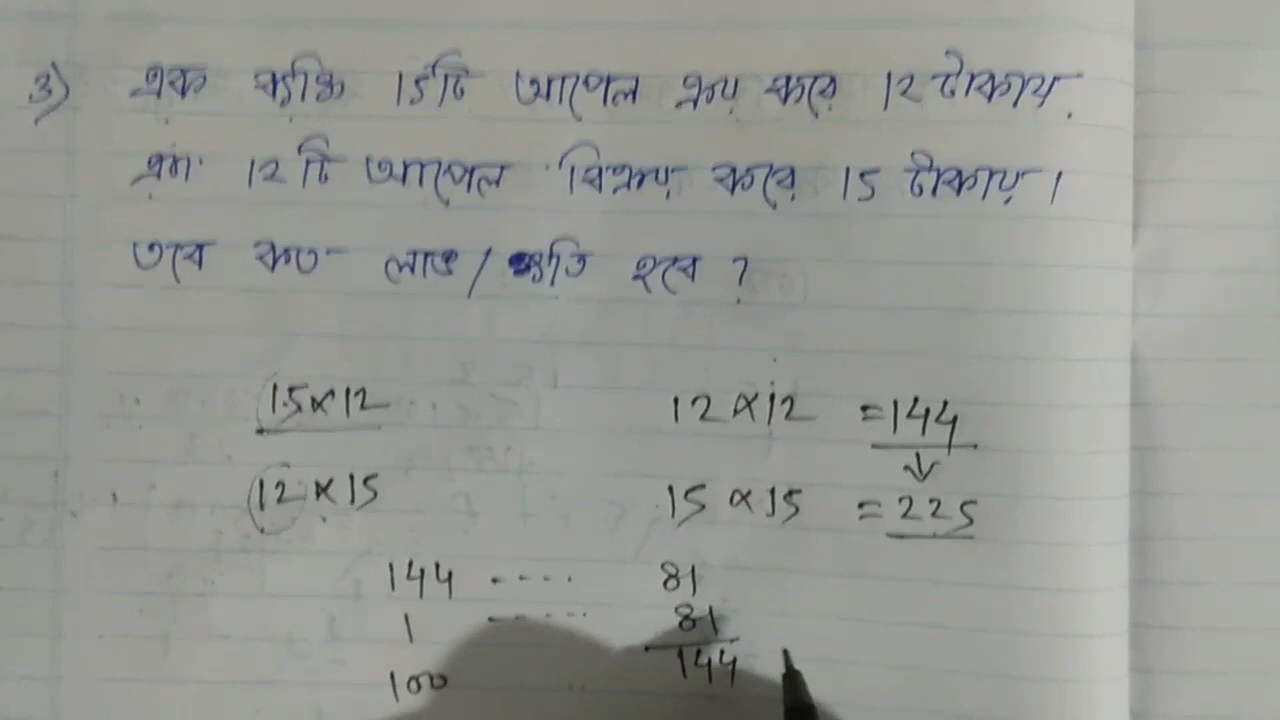 3) এক ব্যক্তি 15টি আপেল ক্রয় করে 12 টাকায়
এবং 12 টি আপেল বিক্রয় করে 15 টাকায়।
তবে কত লাভ / ক্ষতি হবে ?
15×12 12×12 =144
↓
12×15 15×15 =225
144 ---- 81
1 ------ 81
144
100